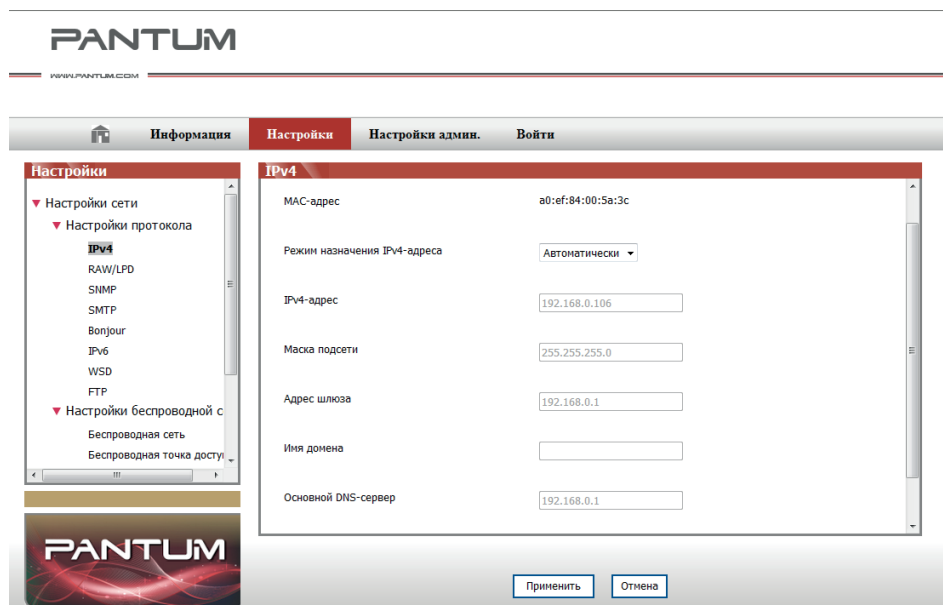 PANTUM
WWW.PANTUM.COM
Информация Настройки Настройки админ. Войти
Настройки
Настройки сети
Настройки протокола
IPv4
RAW/LPD
SNMP
SMTP
Bonjour
IPv6
WSD
FTP
Настройки беспроводной с
Беспроводная сеть
Беспроводная точка досту
PANTUM
IPv4
MAC-адрес a0:ef:84:00:5a:3c
Режим назначения IPv4-адреса Автоматически
IPv4-адрес 192.168.0.106
Маска подсети 255.255.255.0
Адрес шлюза 192.168.0.1
Имя домена
Основной DNS-сервер 192.168.0.1
Применить Отмена